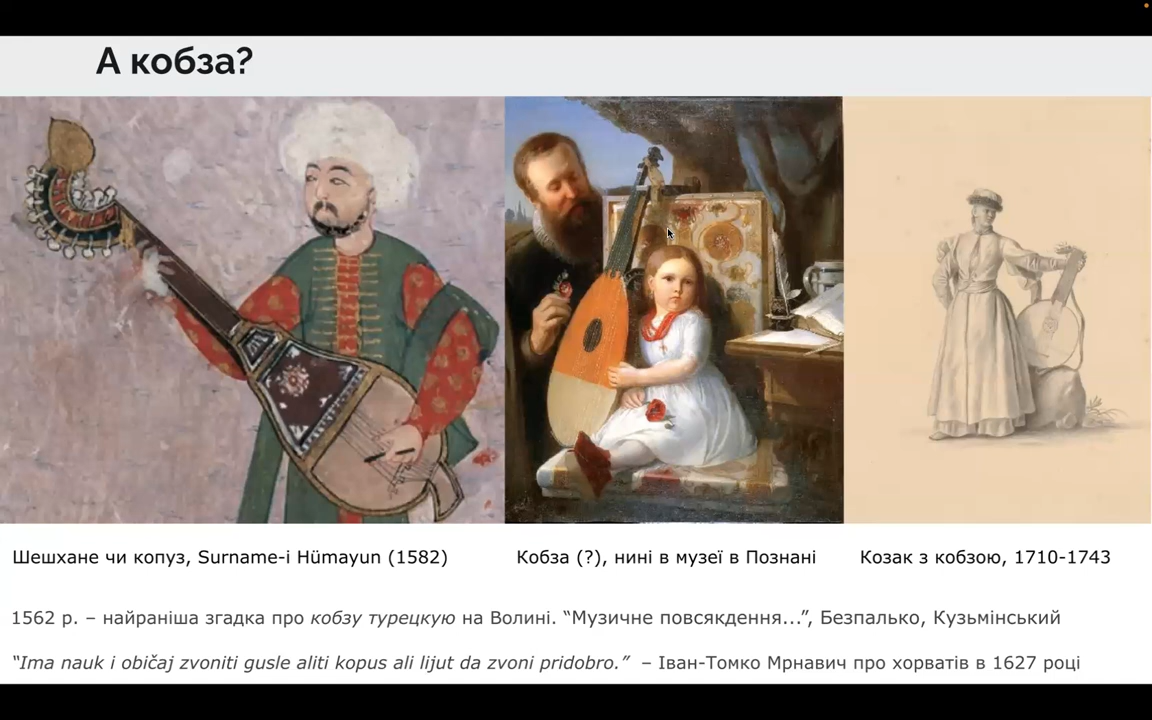 А кобза?
Шешхане чи копуз, Surname-i Hümayun (1582)
Кобза (?), нині в музеї в Познані
Козак з кобзою, 1710-1743
1562 р. – найраніша згадка про кобзу турецкую на Волині. “Музичне повсякдення...”, Безпалько, Кузьмінський
“Ima nauk i običaj zvoniti gusle aliti kopus ali lijut da zvoni pridobro.” – Іван-Томко Мрнавич про хорватів в 1627 році